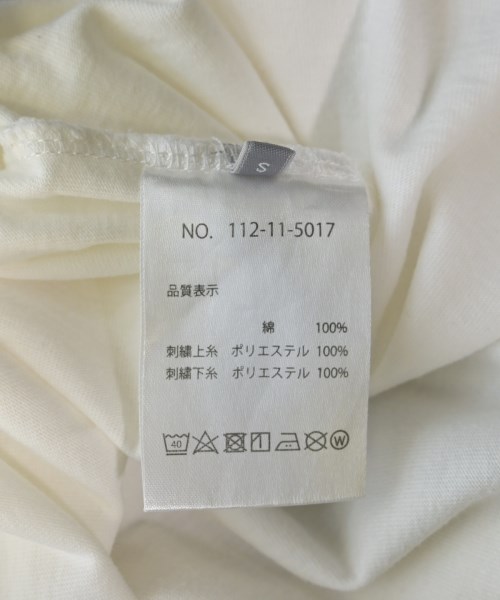 S
NO. 112-11-5017
品質表示
綿 100%
刺繍上糸 ポリエステル 100%
刺繍下糸 ポリエステル 100%
40 W